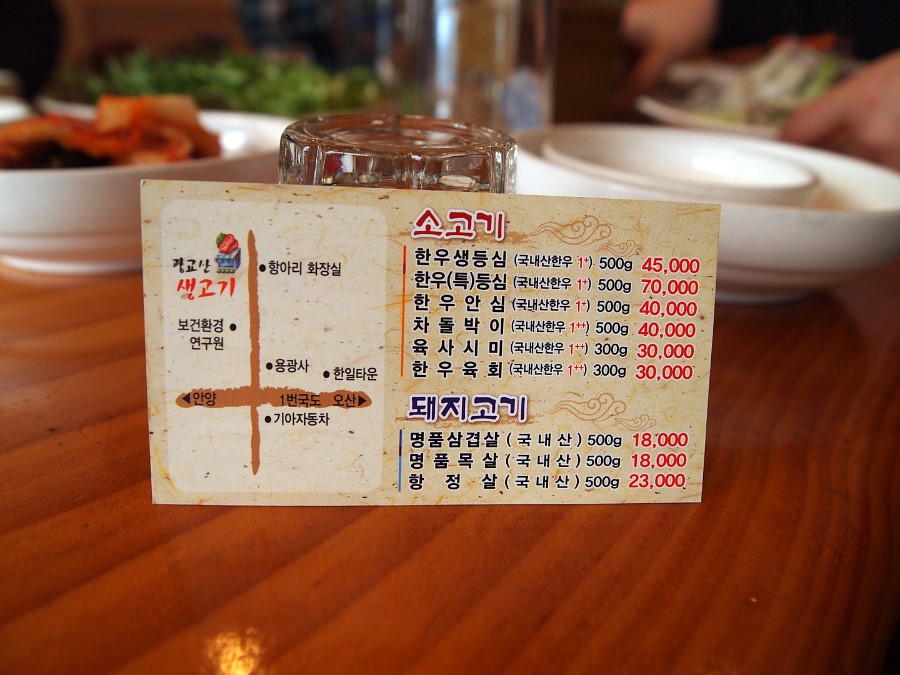 광교산
생고기
항아리 화장실
보건환경
연구원
용광사
한일타운
안양 1번국도 오산
기아자동차
소고기
한우생등심 (국내산한우 1+) 500g 45,000
한우(특)등심 (국내산한우 1+) 500g 70,000
한우안심 (국내산한우 1+) 500g 40,000
차돌박이 (국내산한우 1++) 500g 40,000
육사시미 (국내산한우 1++) 300g 30,000
한우육회 (국내산한우 1++) 300g 30,000
돼지고기
명품삼겹살 (국내산) 500g 18,000
명품목살 (국내산) 500g 18,000
항정살 (국내산) 500g 23,000